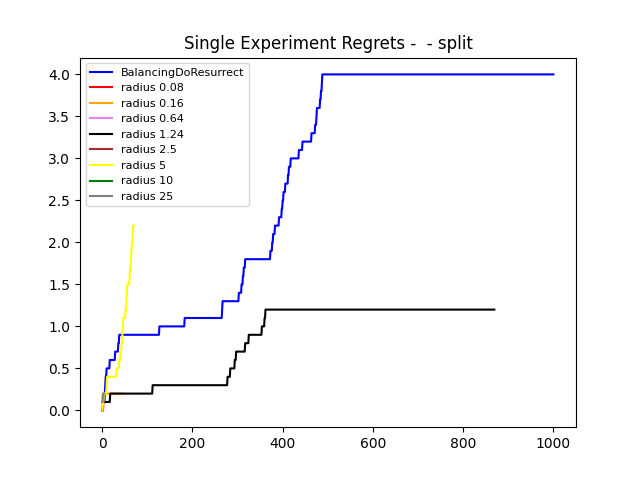 Single Experiment Regrets -  - split
4.0
3.5
3.0
2.5
2.0
1.5
1.0
0.5
0.0
BalancingDoResurrect
radius 0.08
radius 0.16
radius 0.64
radius 1.24
radius 2.5
radius 5
radius 10
radius 25
0 200 400 600 800 1000